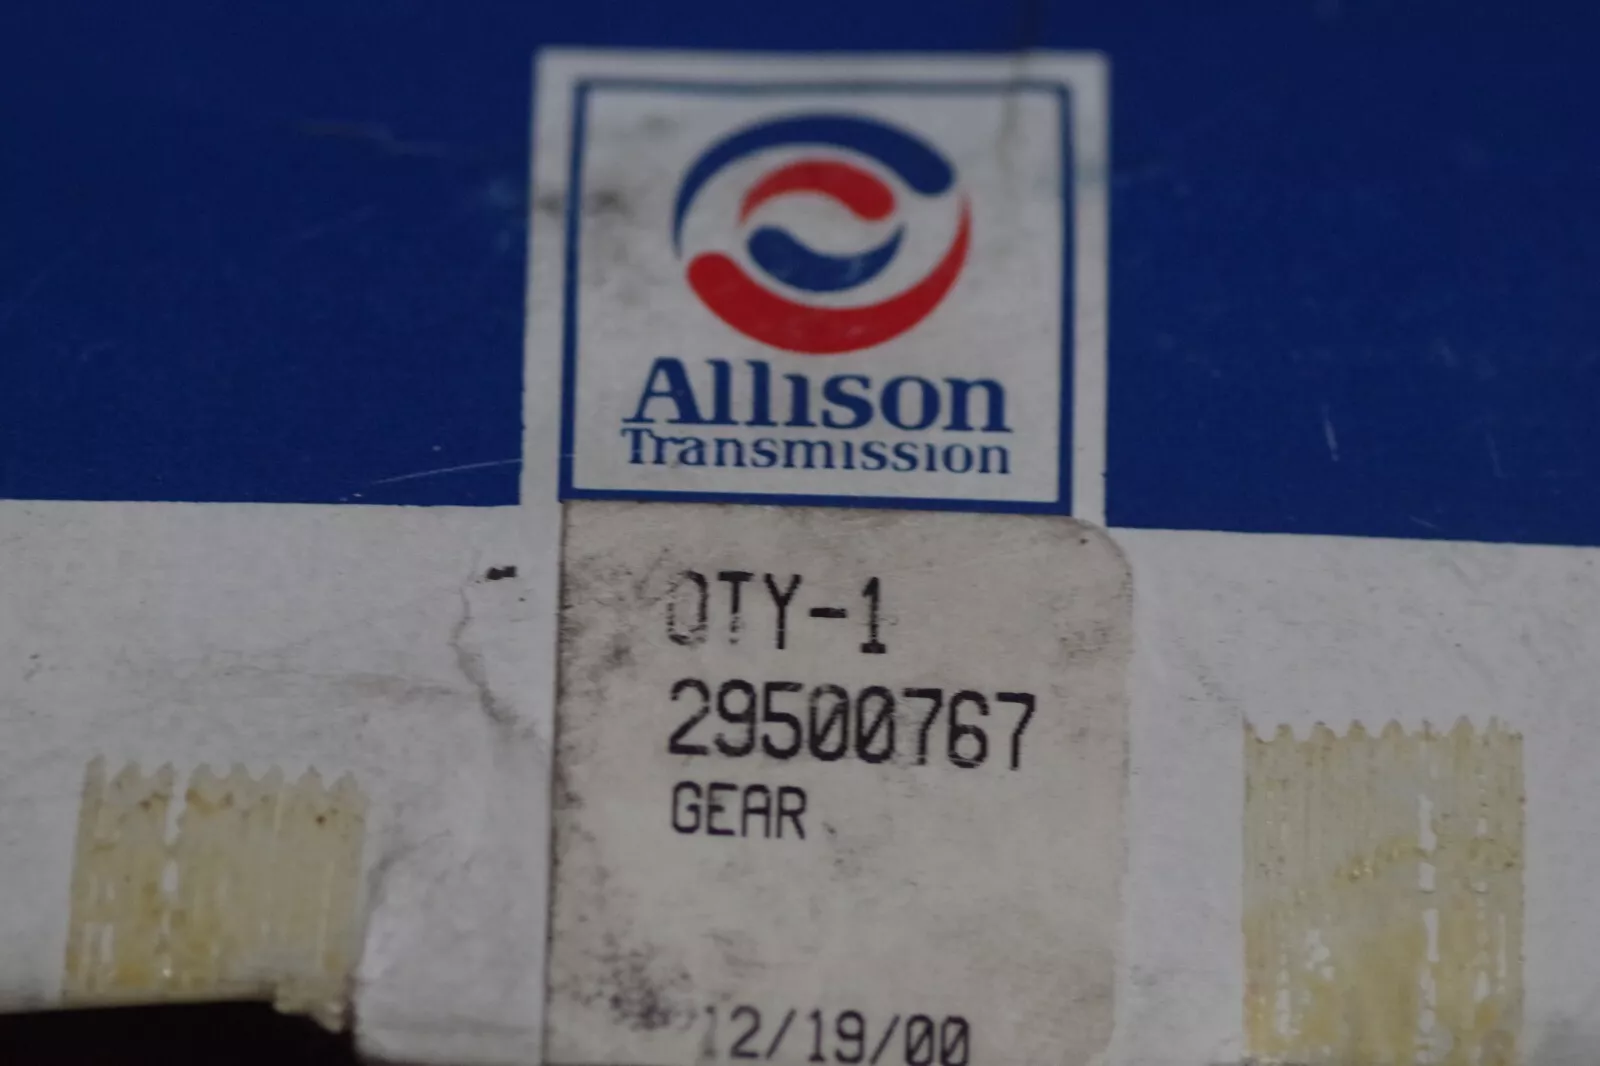 Allison
Transmission
QTY-1
29500767
GEAR
12/19/00